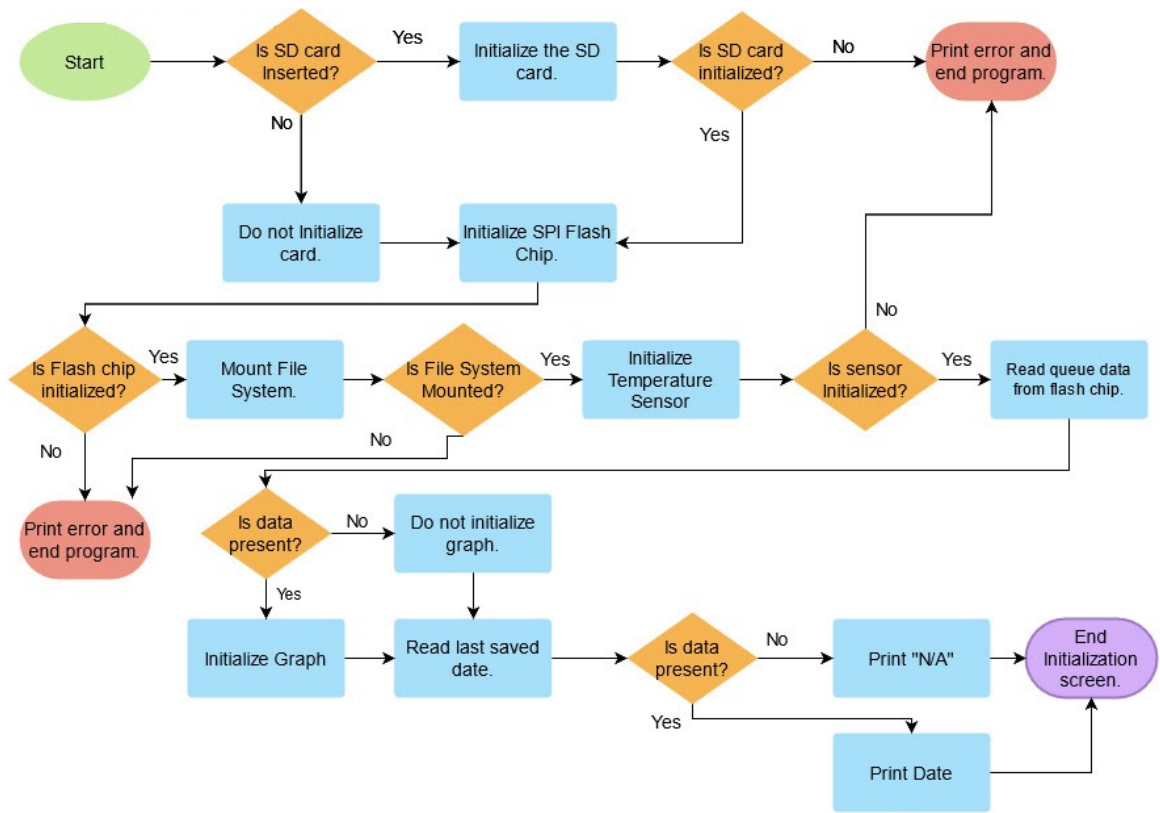 Start
Is SD card
Inserted?
Yes
Initialize the SD
card.
Is SD card
initialized?
No
Print error and
end program.
No
Yes
Do not Initialize
card.
Initialize SPI Flash
Chip.
No
Is Flash chip
initialized?
Yes
Mount File
System.
Is File System
Mounted?
Yes
Initialize
Temperature
Sensor
Is sensor
Initialized?
Yes
Read queue data
from flash chip.
No
No
Print error and
end program.
Is data
present?
No
Do not initialize
graph.
Yes
Initialize Graph
Read last saved
date.
Is data
present?
No
Print "N/A"
End
Initialization
screen.
Yes
Print Date